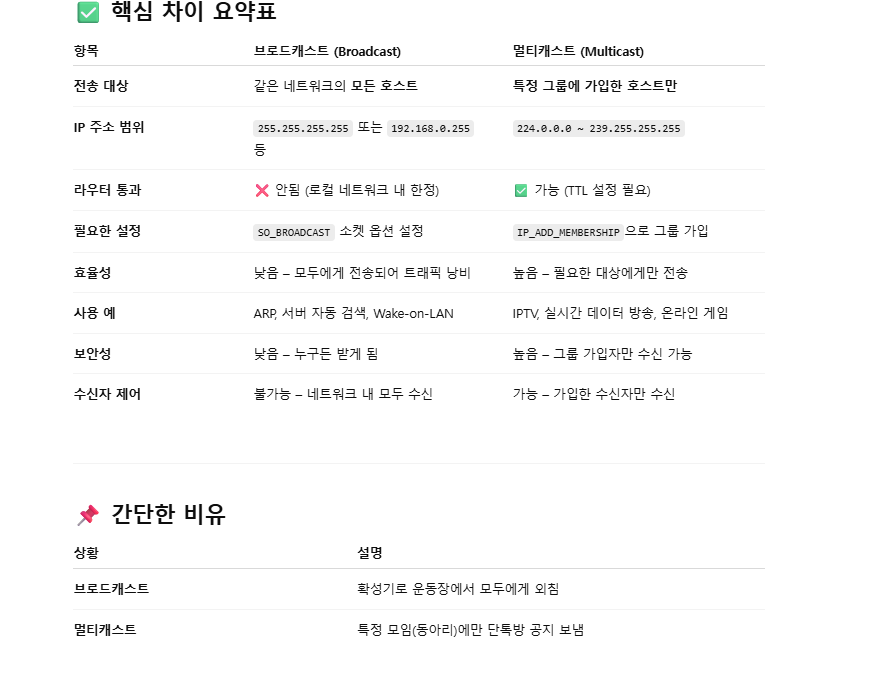 ✅ 핵심 차이 요약표
항목 브로드캐스트 (Broadcast) 멀티캐스트 (Multicast)
전송 대상 같은 네트워크의 모든 호스트 특정 그룹에 가입한 호스트만
IP 주소 범위 255.255.255.255 또는 192.168.0.255 224.0.0.0 ~ 239.255.255.255
등
라우터 통과 ❌ 안됨 (로컬 네트워크 내 한정) ✅ 가능 (TTL 설정 필요)
필요한 설정 SO_BROADCAST 소켓 옵션 설정 IP_ADD_MEMBERSHIP으로 그룹 가입
효율성 낮음 – 모두에게 전송되어 트래픽 낭비 높음 – 필요한 대상에게만 전송
사용 예 ARP, 서버 자동 검색, Wake-on-LAN IPTV, 실시간 데이터 방송, 온라인 게임
보안성 낮음 – 누구든 받게 됨 높음 – 그룹 가입자만 수신 가능
수신자 제어 불가능 – 네트워크 내 모두 수신 가능 – 가입한 수신자만 수신
📌 간단한 비유
상황 설명
브로드캐스트 확성기로 운동장에서 모두에게 외침
멀티캐스트 특정 모임(동아리)에만 단톡방 공지 보냄